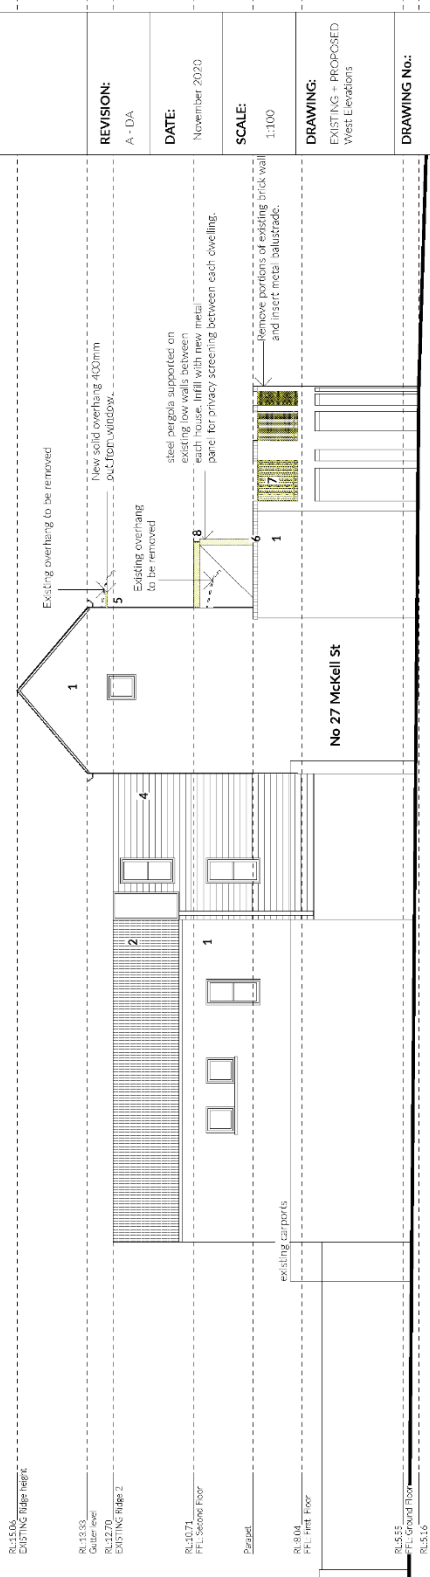 RL:15.06
EXISTING Ridge height
RL:13.33
Gutter level
RL:12.70
EXISTING Ridge 2
RL:10.71
FFL: Second Floor
Parapet
RL:8.04
FFL: First Floor
RL:5.55
FFL: Ground Floor
RL:5.16
existing carports
2
1
4
1
No 27 McKell St
Existing overhang to be removed
5
New solid overhang 400mm
out from window.
Existing overhang
to be removed
8
6
1
7
steel pergola supported on
existing low walls between
each house. Infill with new metal
panel for privacy screening between each dwelling.
Remove portions of existing brick wall
and insert metal balustrade.
REVISION:
A - DA
DATE:
November 2020
SCALE:
1:100
DRAWING:
EXISTING + PROPOSED
West Elevations
DRAWING No.: